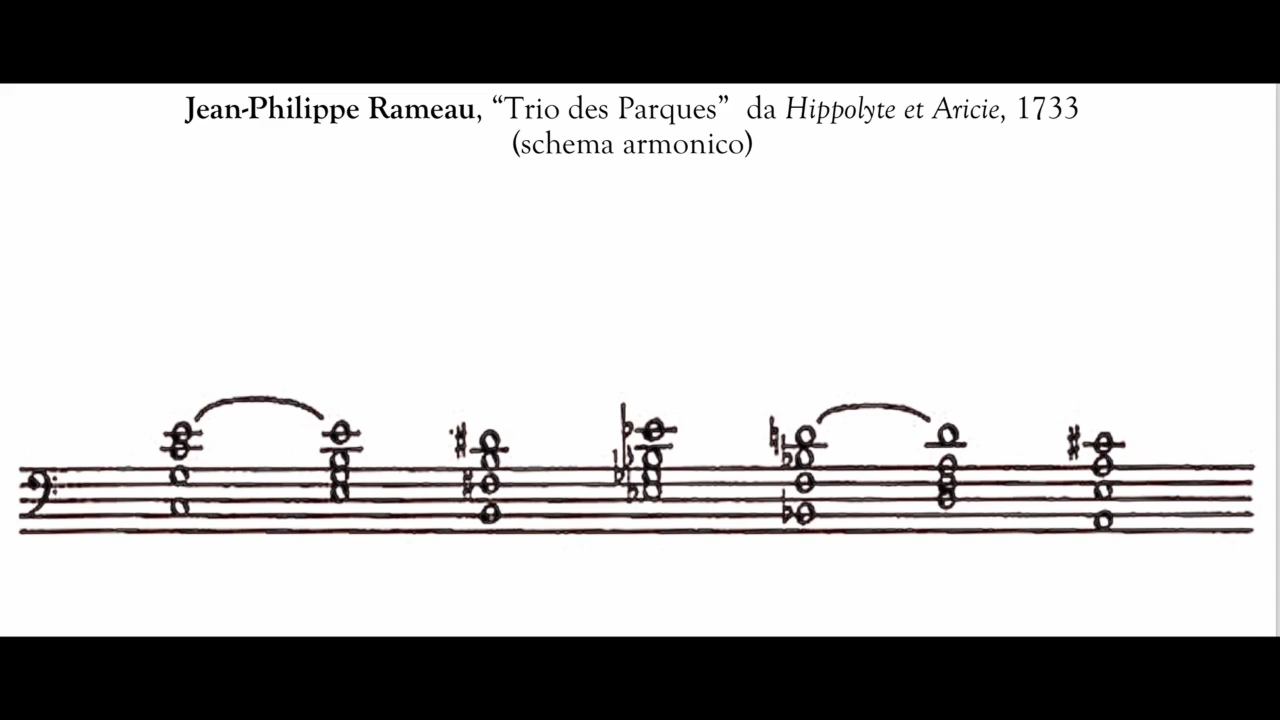 Jean-Philippe Rameau, “Trio des Parques” da Hippolyte et Aricie, 1733
(schema armonico)